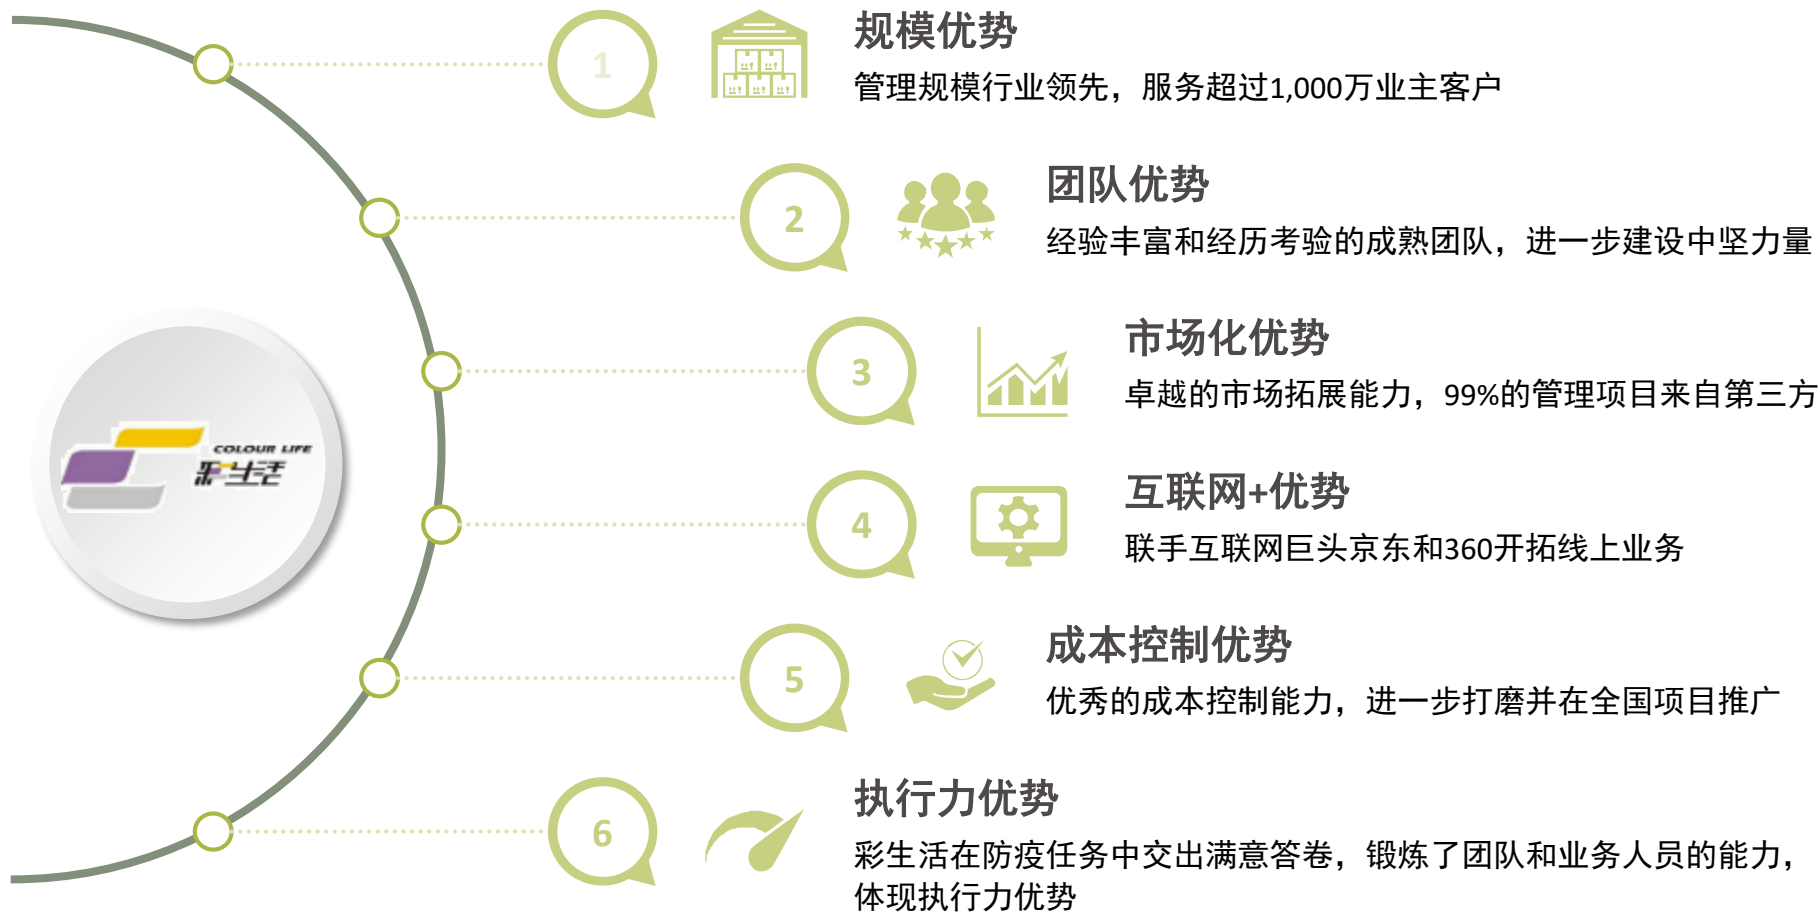 1
规模优势
管理规模行业领先，服务超过1,000万业主客户
2
团队优势
经验丰富和经历考验的成熟团队，进一步建设中坚力量
3
市场化优势
卓越的市场拓展能力，99%的管理项目来自第三方
COLOUR LIFE
彩生活
4
互联网+优势
联手互联网巨头京东和360开拓线上业务
5
成本控制优势
优秀的成本控制能力，进一步打磨并在全国项目推广
6
执行力优势
彩生活在防疫任务中交出满意答卷，锻炼了团队和业务人员的能力，
体现执行力优势